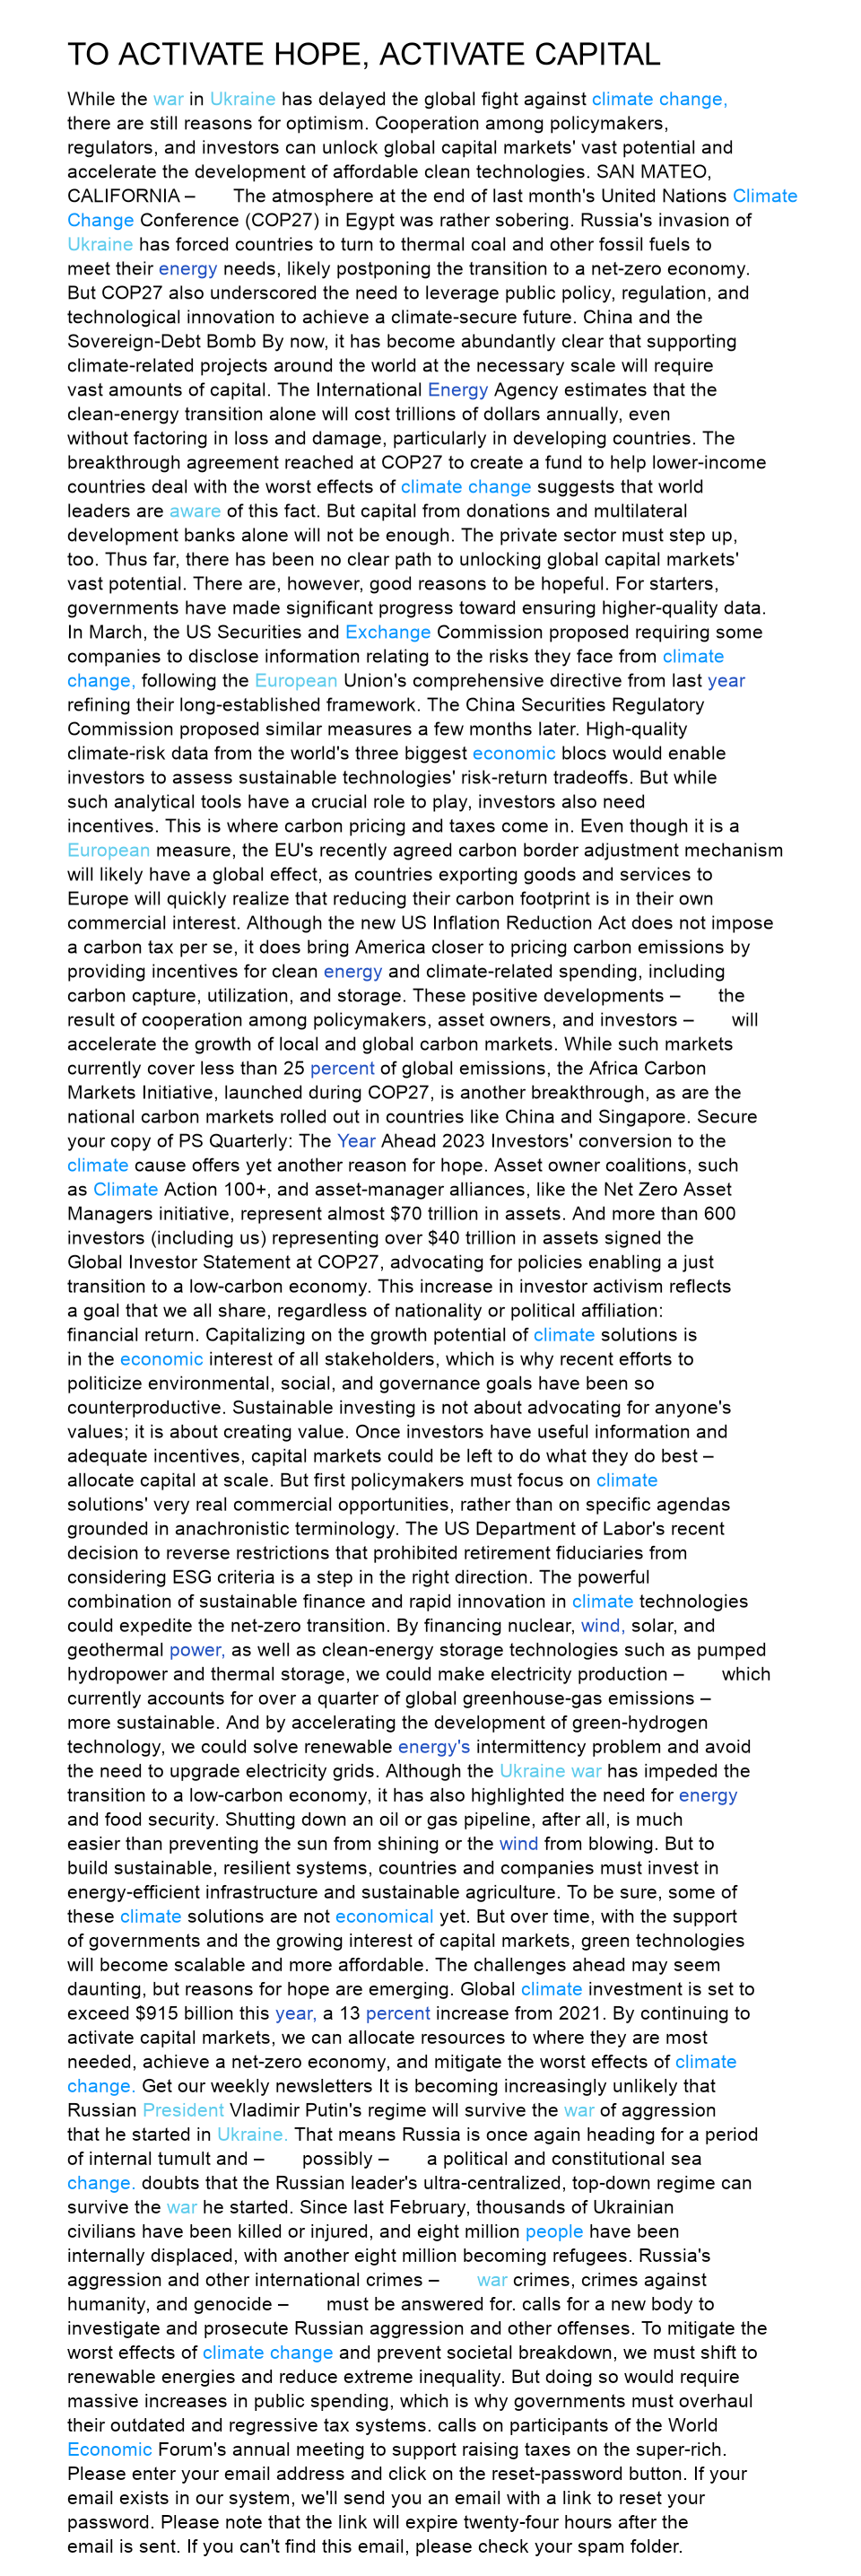 TO ACTIVATE HOPE, ACTIVATE CAPITAL
While the war in Ukraine has delayed the global fight against climate change,
there are still reasons for optimism. Cooperation among policymakers,
regulators, and investors can unlock global capital markets' vast potential and
accelerate the development of affordable clean technologies. SAN MATEO,
CALIFORNIA – The atmosphere at the end of last month's United Nations Climate
Change Conference (COP27) in Egypt was rather sobering. Russia's invasion of
Ukraine has forced countries to turn to thermal coal and other fossil fuels to
meet their energy needs, likely postponing the transition to a net-zero economy.
But COP27 also underscored the need to leverage public policy, regulation, and
technological innovation to achieve a climate-secure future. China and the
Sovereign-Debt Bomb By now, it has become abundantly clear that supporting
climate-related projects around the world at the necessary scale will require
vast amounts of capital. The International Energy Agency estimates that the
clean-energy transition alone will cost trillions of dollars annually, even
without factoring in loss and damage, particularly in developing countries. The
breakthrough agreement reached at COP27 to create a fund to help lower-income
countries deal with the worst effects of climate change suggests that world
leaders are aware of this fact. But capital from donations and multilateral
development banks alone will not be enough. The private sector must step up,
too. Thus far, there has been no clear path to unlocking global capital markets'
vast potential. There are, however, good reasons to be hopeful. For starters,
governments have made significant progress toward ensuring higher-quality data.
In March, the US Securities and Exchange Commission proposed requiring some
companies to disclose information relating to the risks they face from climate
change, following the European Union's comprehensive directive from last year
refining their long-established framework. The China Securities Regulatory
Commission proposed similar measures a few months later. High-quality
climate-risk data from the world's three biggest economic blocs would enable
investors to assess sustainable technologies' risk-return tradeoffs. But while
such analytical tools have a crucial role to play, investors also need
incentives. This is where carbon pricing and taxes come in. Even though it is a
European measure, the EU's recently agreed carbon border adjustment mechanism
will likely have a global effect, as countries exporting goods and services to
Europe will quickly realize that reducing their carbon footprint is in their own
commercial interest. Although the new US Inflation Reduction Act does not impose
a carbon tax per se, it does bring America closer to pricing carbon emissions by
providing incentives for clean energy and climate-related spending, including
carbon capture, utilization, and storage. These positive developments – the
result of cooperation among policymakers, asset owners, and investors – will
accelerate the growth of local and global carbon markets. While such markets
currently cover less than 25 percent of global emissions, the Africa Carbon
Markets Initiative, launched during COP27, is another breakthrough, as are the
national carbon markets rolled out in countries like China and Singapore. Secure
your copy of PS Quarterly: The Year Ahead 2023 Investors' conversion to the
climate cause offers yet another reason for hope. Asset owner coalitions, such
as Climate Action 100+, and asset-manager alliances, like the Net Zero Asset
Managers initiative, represent almost $70 trillion in assets. And more than 600
investors (including us) representing over $40 trillion in assets signed the
Global Investor Statement at COP27, advocating for policies enabling a just
transition to a low-carbon economy. This increase in investor activism reflects
a goal that we all share, regardless of nationality or political affiliation:
financial return. Capitalizing on the growth potential of climate solutions is
in the economic interest of all stakeholders, which is why recent efforts to
politicize environmental, social, and governance goals have been so
counterproductive. Sustainable investing is not about advocating for anyone's
values; it is about creating value. Once investors have useful information and
adequate incentives, capital markets could be left to do what they do best –
allocate capital at scale. But first policymakers must focus on climate
solutions' very real commercial opportunities, rather than on specific agendas
grounded in anachronistic terminology. The US Department of Labor's recent
decision to reverse restrictions that prohibited retirement fiduciaries from
considering ESG criteria is a step in the right direction. The powerful
combination of sustainable finance and rapid innovation in climate technologies
could expedite the net-zero transition. By financing nuclear, wind, solar, and
geothermal power, as well as clean-energy storage technologies such as pumped
hydropower and thermal storage, we could make electricity production – which
currently accounts for over a quarter of global greenhouse-gas emissions –
more sustainable. And by accelerating the development of green-hydrogen
technology, we could solve renewable energy's intermittency problem and avoid
the need to upgrade electricity grids. Although the Ukraine war has impeded the
transition to a low-carbon economy, it has also highlighted the need for energy
and food security. Shutting down an oil or gas pipeline, after all, is much
easier than preventing the sun from shining or the wind from blowing. But to
build sustainable, resilient systems, countries and companies must invest in
energy-efficient infrastructure and sustainable agriculture. To be sure, some of
these climate solutions are not economical yet. But over time, with the support
of governments and the growing interest of capital markets, green technologies
will become scalable and more affordable. The challenges ahead may seem
daunting, but reasons for hope are emerging. Global climate investment is set to
exceed $915 billion this year, a 13 percent increase from 2021. By continuing to
activate capital markets, we can allocate resources to where they are most
needed, achieve a net-zero economy, and mitigate the worst effects of climate
change. Get our weekly newsletters It is becoming increasingly unlikely that
Russian President Vladimir Putin's regime will survive the war of aggression
that he started in Ukraine. That means Russia is once again heading for a period
of internal tumult and – possibly – a political and constitutional sea
change. doubts that the Russian leader's ultra-centralized, top-down regime can
survive the war he started. Since last February, thousands of Ukrainian
civilians have been killed or injured, and eight million people have been
internally displaced, with another eight million becoming refugees. Russia's
aggression and other international crimes – war crimes, crimes against
humanity, and genocide – must be answered for. calls for a new body to
investigate and prosecute Russian aggression and other offenses. To mitigate the
worst effects of climate change and prevent societal breakdown, we must shift to
renewable energies and reduce extreme inequality. But doing so would require
massive increases in public spending, which is why governments must overhaul
their outdated and regressive tax systems. calls on participants of the World
Economic Forum's annual meeting to support raising taxes on the super-rich.
Please enter your email address and click on the reset-password button. If your
email exists in our system, we'll send you an email with a link to reset your
password. Please note that the link will expire twenty-four hours after the
email is sent. If you can't find this email, please check your spam folder.